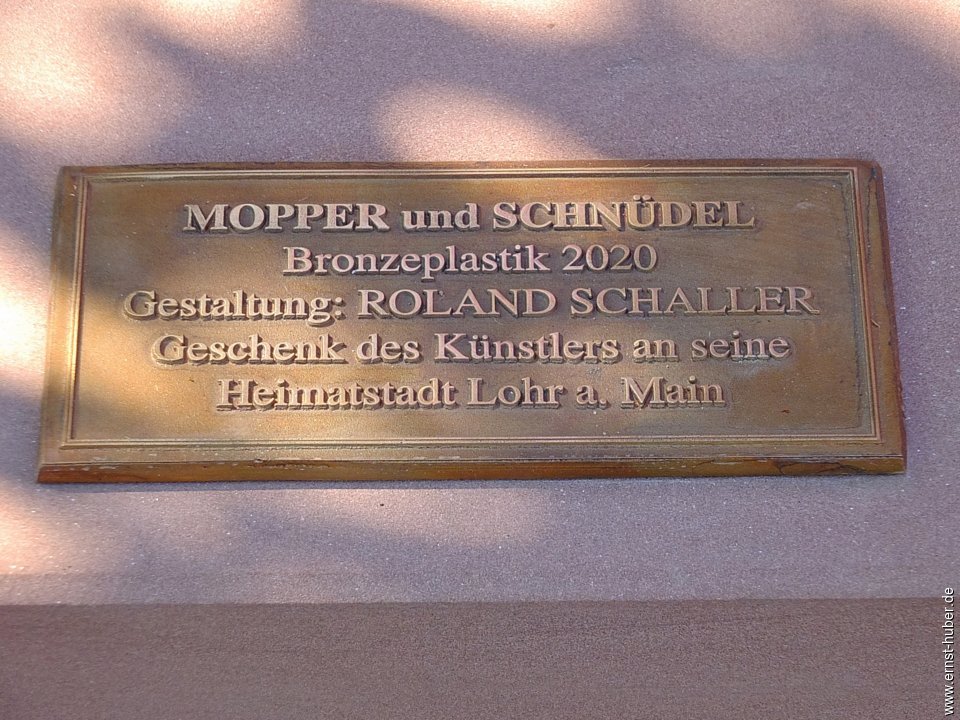 MOPPER und SCHNÜDEL
Bronzeplastik 2020
Gestaltung: ROLAND SCHALLER
Geschenk des Künstlers an seine
Heimatstadt Lohr a. Main
www.ernst-huber.de